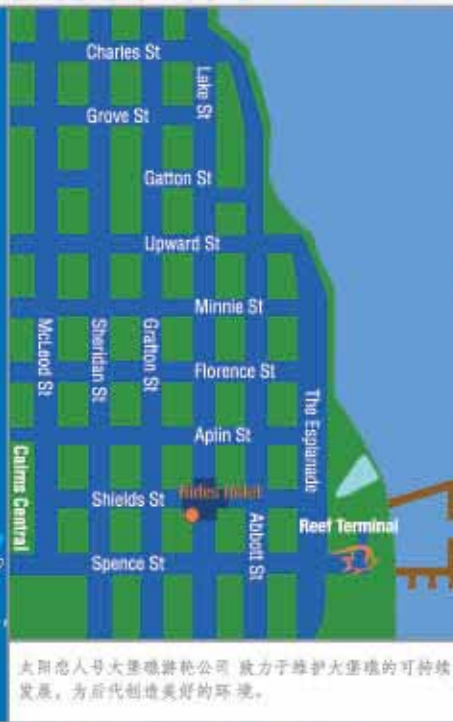 Charles St
Lake St
Grove St
Gatton St
Upward St
Minnie St
McLeod St
Sheridan St
Grafton St
Florence St
The Esplanade
Aplin St
Cairns Central
Rides Hotel
Shields St
Abbott St
Reef Terminal
Spence St
太阳恋人号大堡礁游轮公司 致力于维护大堡礁的可持续
发展，为后代创造美好的环 境。